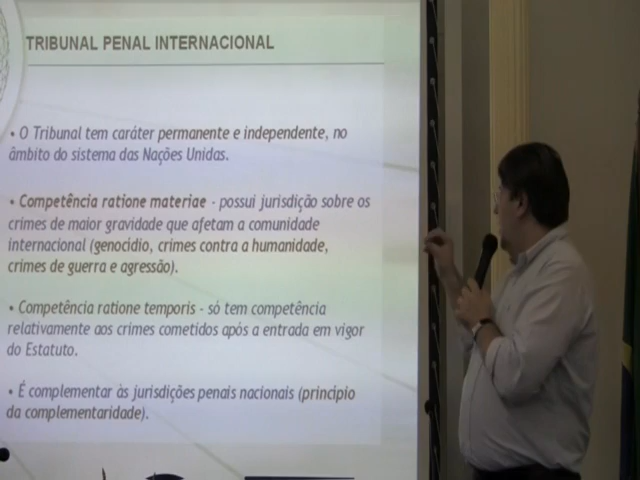 TRIBUNAL PENAL INTERNACIONAL
• O Tribunal tem caráter permanente e independente, no
âmbito do sistema das Nações Unidas.
• Competência ratione materiae - possui jurisdição sobre os
crimes de maior gravidade que afetam a comunidade
internacional (genocídio, crimes contra a humanidade,
crimes de guerra e agressão).
• Competência ratione temporis - só tem competência
relativamente aos crimes cometidos após a entrada em vigor
do Estatuto.
• É complementar às jurisdições penais nacionais (princípio
da complementaridade).